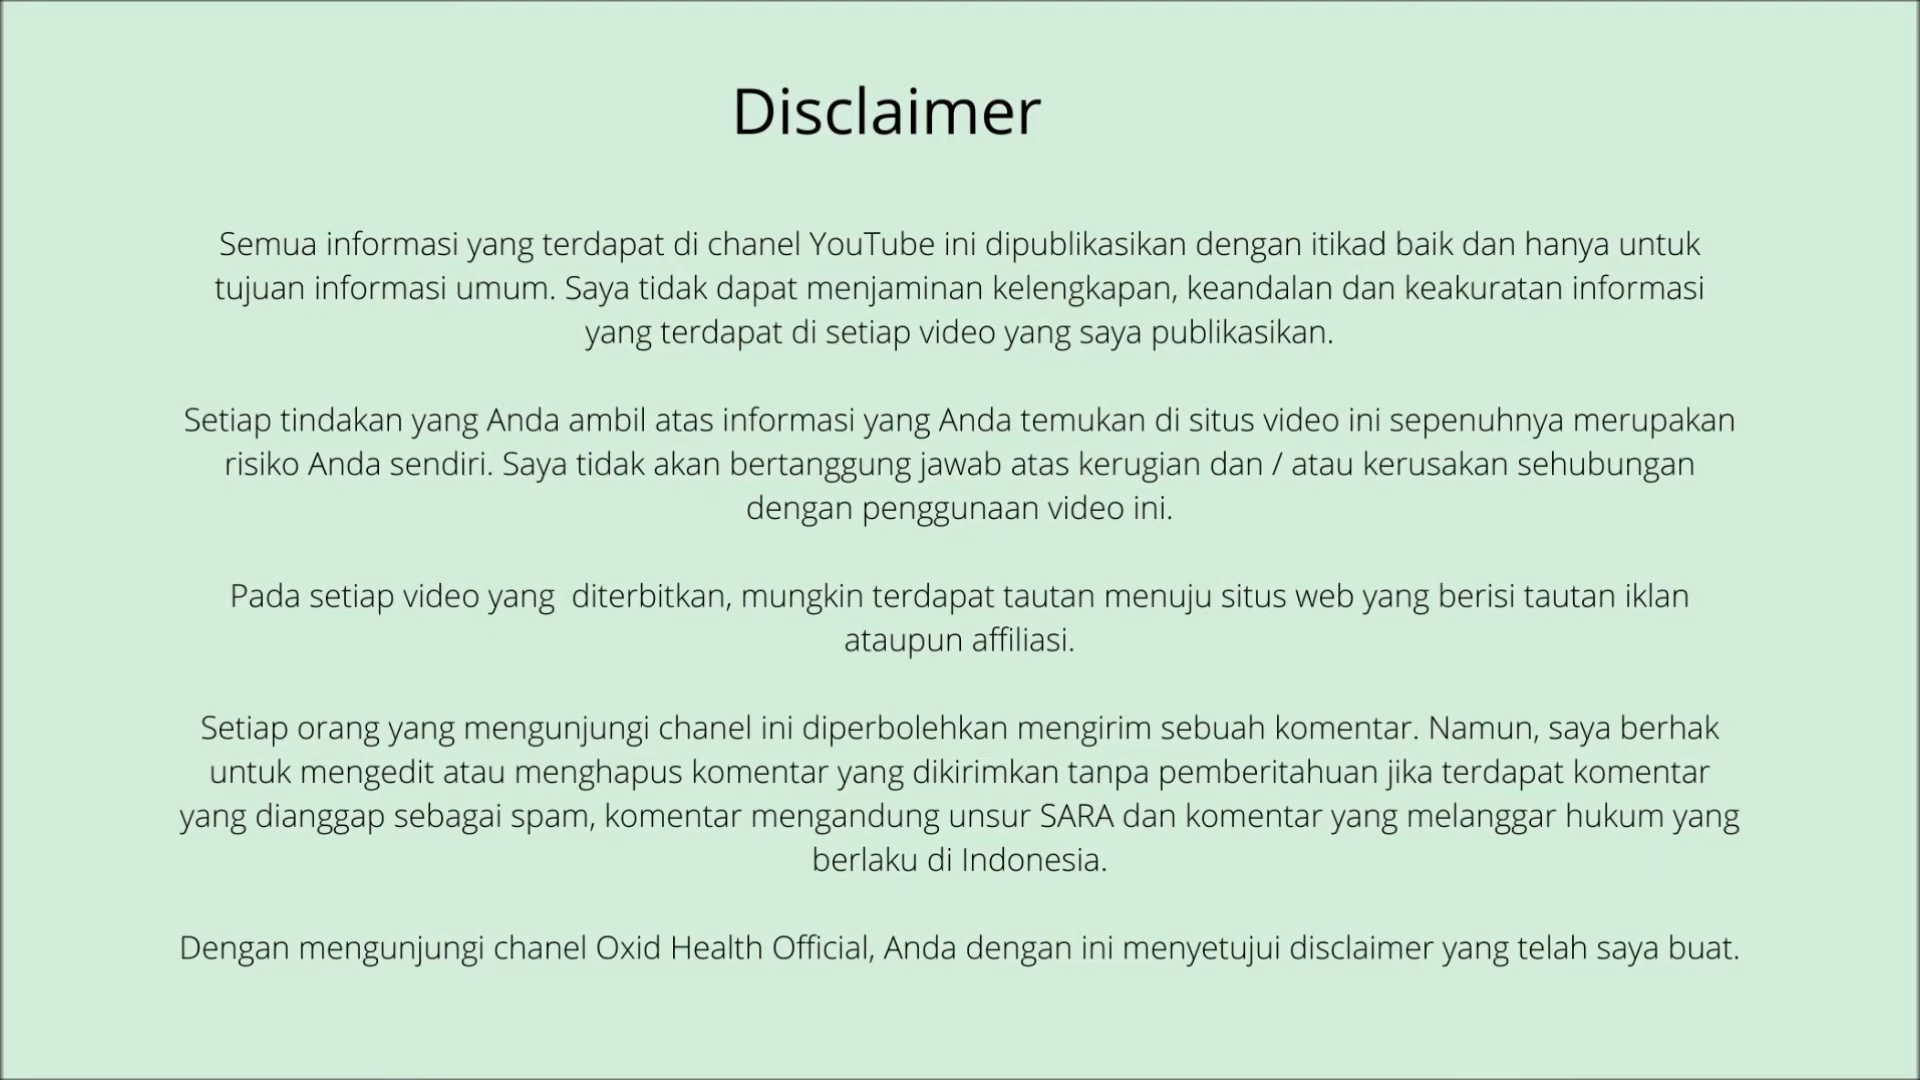 Disclaimer
Semua informasi yang terdapat di chanel YouTube ini dipublikasikan dengan itikad baik dan hanya untuk
tujuan informasi umum. Saya tidak dapat menjaminan kelengkapan, keandalan dan keakuratan informasi
yang terdapat di setiap video yang saya publikasikan.
Setiap tindakan yang Anda ambil atas informasi yang Anda temukan di situs video ini sepenuhnya merupakan
risiko Anda sendiri. Saya tidak akan bertanggung jawab atas kerugian dan / atau kerusakan sehubungan
dengan penggunaan video ini.
Pada setiap video yang  diterbitkan, mungkin terdapat tautan menuju situs web yang berisi tautan iklan
ataupun affiliasi.
Setiap orang yang mengunjungi chanel ini diperbolehkan mengirim sebuah komentar. Namun, saya berhak
untuk mengedit atau menghapus komentar yang dikirimkan tanpa pemberitahuan jika terdapat komentar
yang dianggap sebagai spam, komentar mengandung unsur SARA dan komentar yang melanggar hukum yang
berlaku di Indonesia.
Dengan mengunjungi chanel Oxid Health Official, Anda dengan ini menyetujui disclaimer yang telah saya buat.